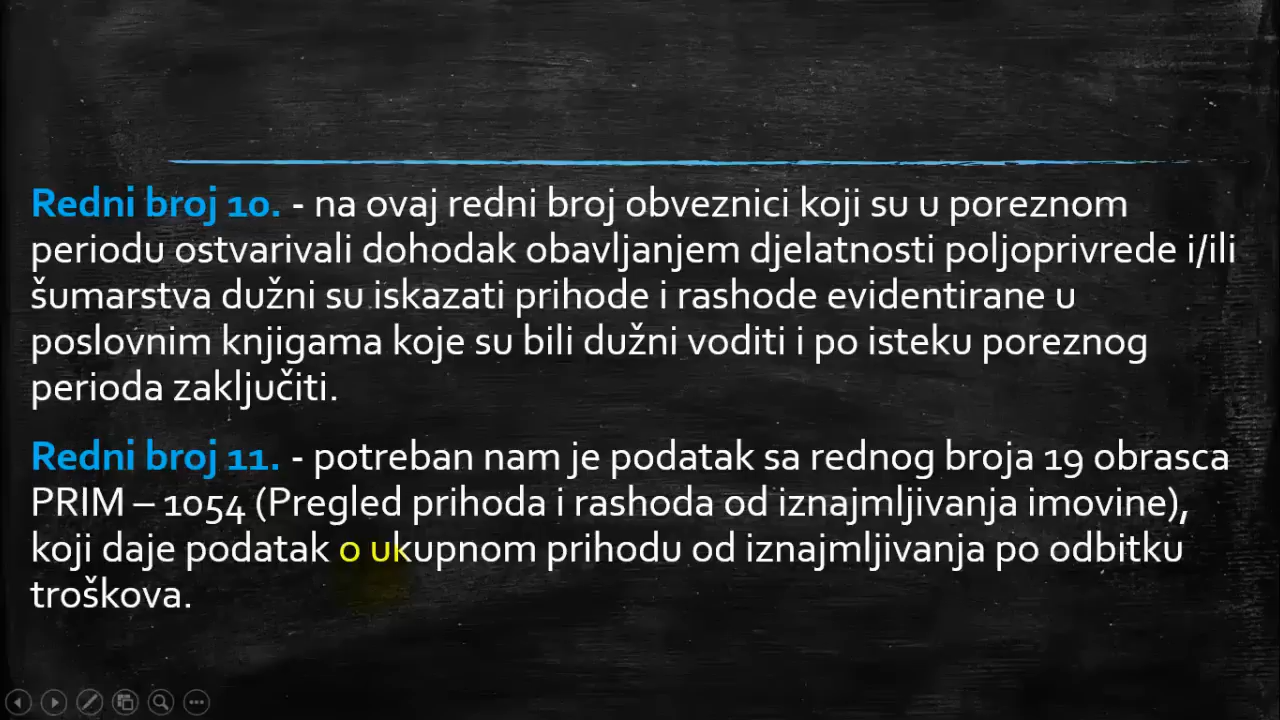 Redni broj 10. - na ovaj redni broj obveznici koji su u poreznom
periodu ostvarivali dohodak obavljanjem djelatnosti poljoprivrede i/ili
šumarstva dužni su iskazati prihode i rashode evidentirane u
poslovnim knjigama koje su bili dužni voditi i po isteku poreznog
perioda zaključiti.
Redni broj 11. - potreban nam je podatak sa rednog broja 19 obrasca
PRIM – 1054 (Pregled prihoda i rashoda od iznajmljivanja imovine),
koji daje podatak o ukupnom prihodu od iznajmljivanja po odbitku
troškova.